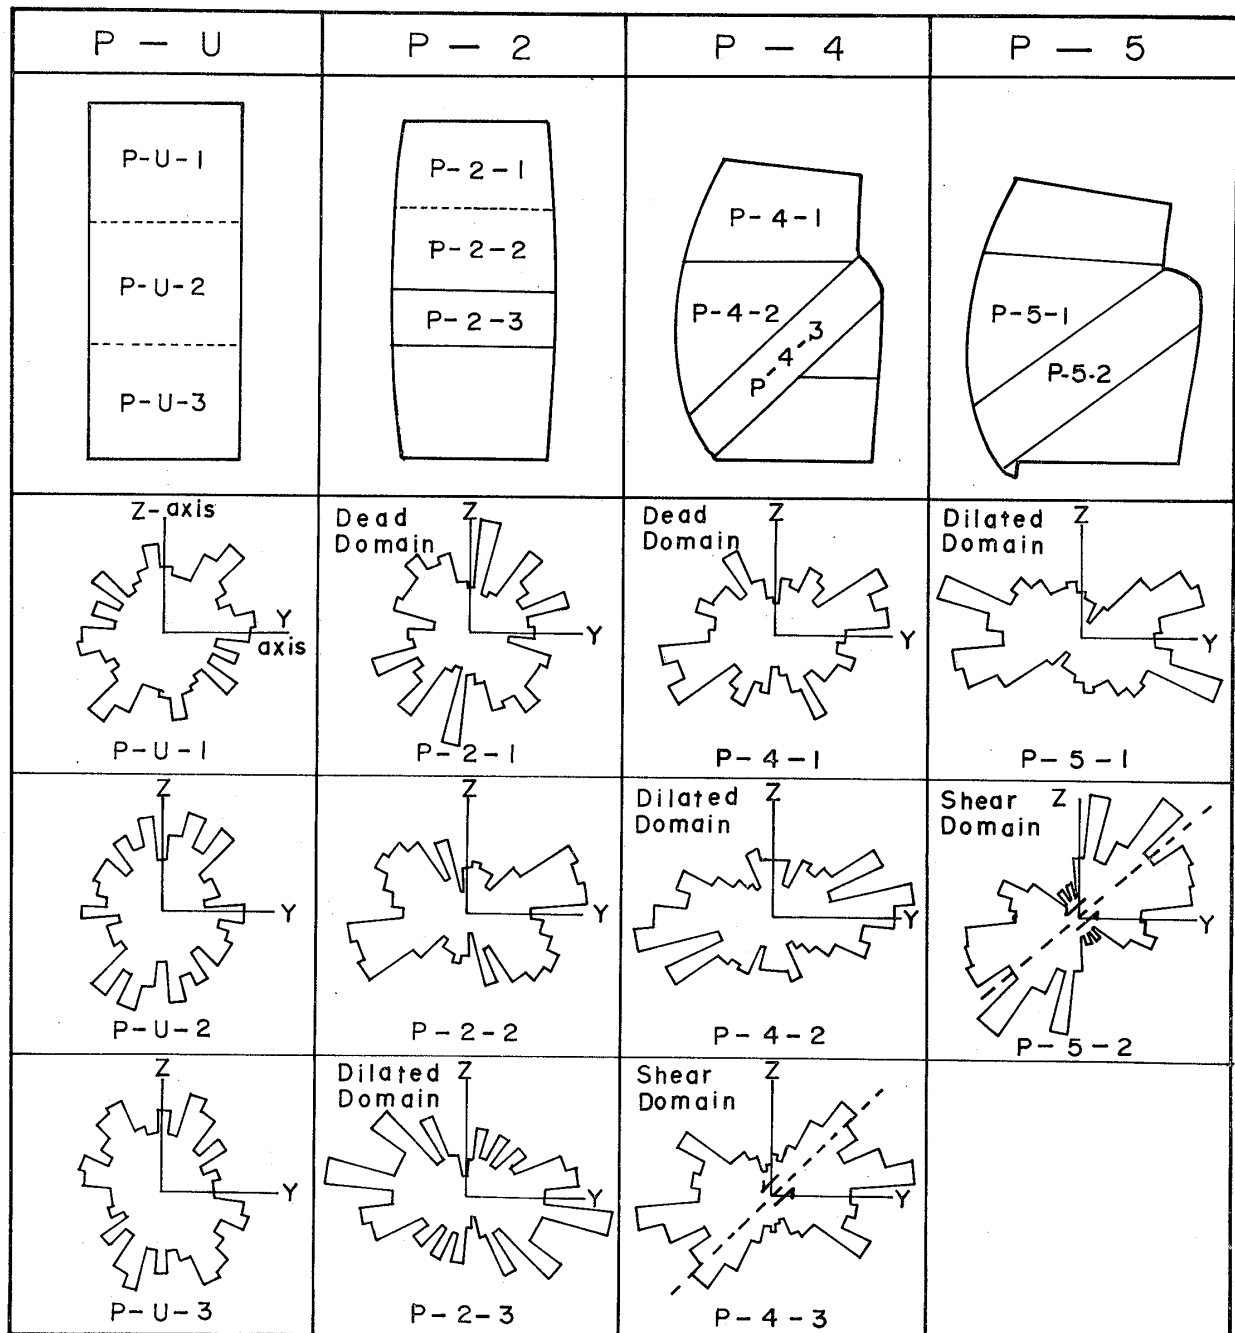 P — U
P — 2
P — 4
P — 5
P-U-1
P-U-2
P-U-3
P-2-1
P-2-2
P-2-3
P-4-1
P-4-2
P-4-3
P-5-1
P-5-2
Z-axis
Y
axis
P-U-1
Dead
Domain
Z
Y
P-2-1
Dead
Domain
Z
Y
P-4-1
Dilated
Domain
Z
Y
P-5-1
Z
Y
P-U-2
Z
Y
P-2-2
Dilated
Domain
Z
Y
P-4-2
Shear
Domain
Z
Y
P-5-2
Z
Y
P-U-3
Dilated
Domain
Z
Y
P-2-3
Shear
Domain
Z
Y
P-4-3